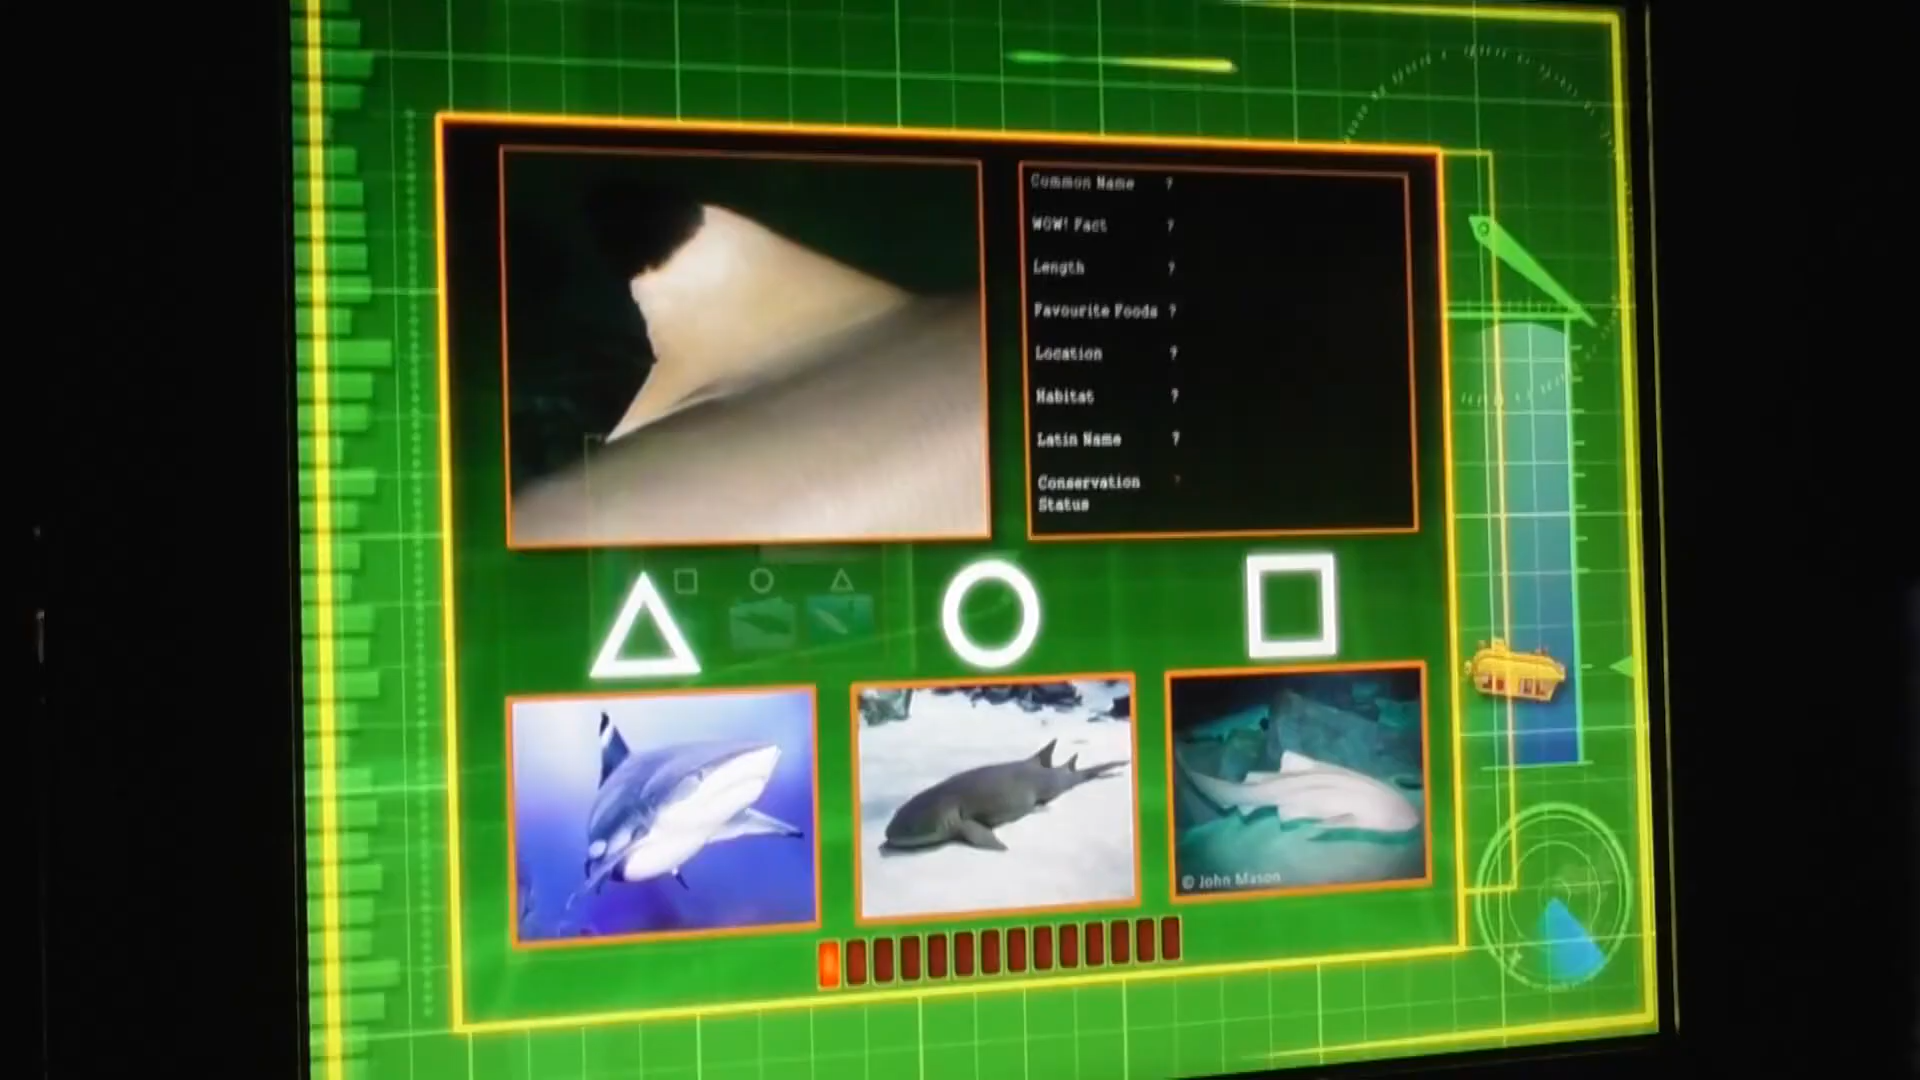 Common Name ?
WOW! Fact ?
Length ?
Favourite Foods ?
Location ?
Habitat ?
Latin Name ?
Conservation ?
Status
© John Mason